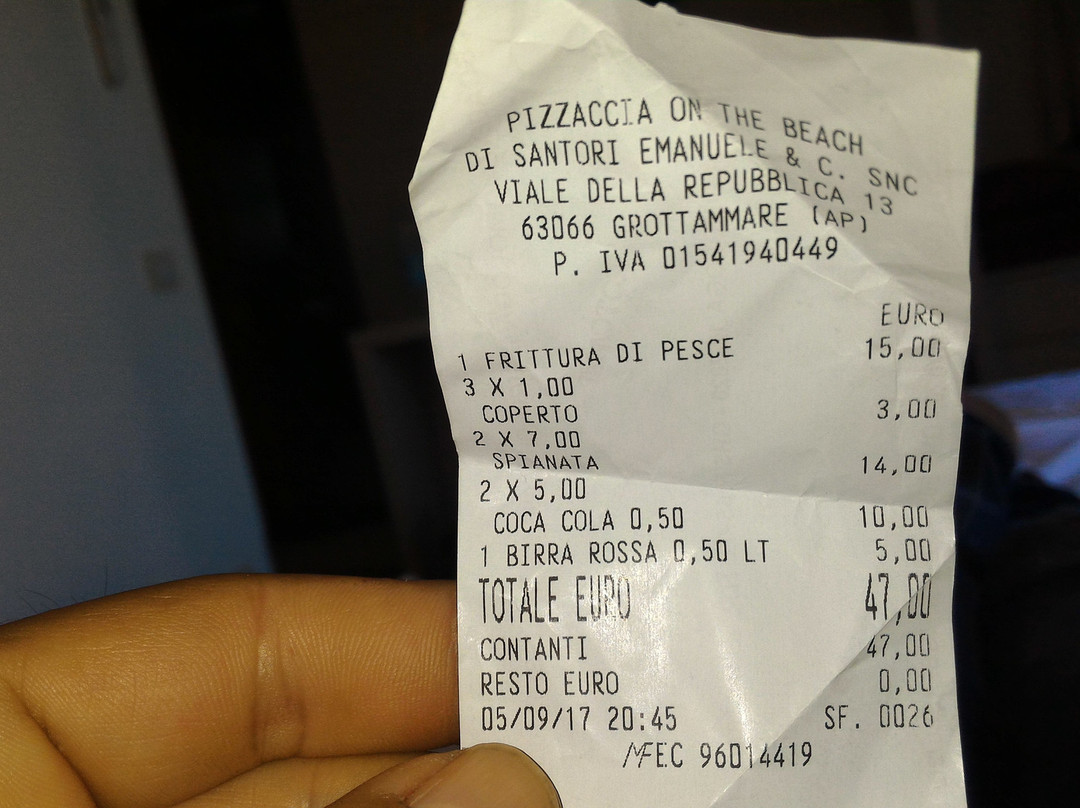 PIZZACCIA ON THE BEACH
DI SANTORI EMANUELE & C. SNC
VIALE DELLA REPUBBLICA 13
63066 GROTTAMMARE (AP)
P. IVA 01541940449
EURO
1 FRITTURA DI PESCE 15,00
3 X 1,00
COPERTO 3,00
2 X 7,00
SPIANATA 14,00
2 X 5,00
COCA COLA 0,50 10,00
1 BIRRA ROSSA 0,50 LT 5,00
TOTALE EURO 47,00
CONTANTI 47,00
RESTO EURO 0,00
05/09/17 20:45 SF. 0026
MFEC 96014419